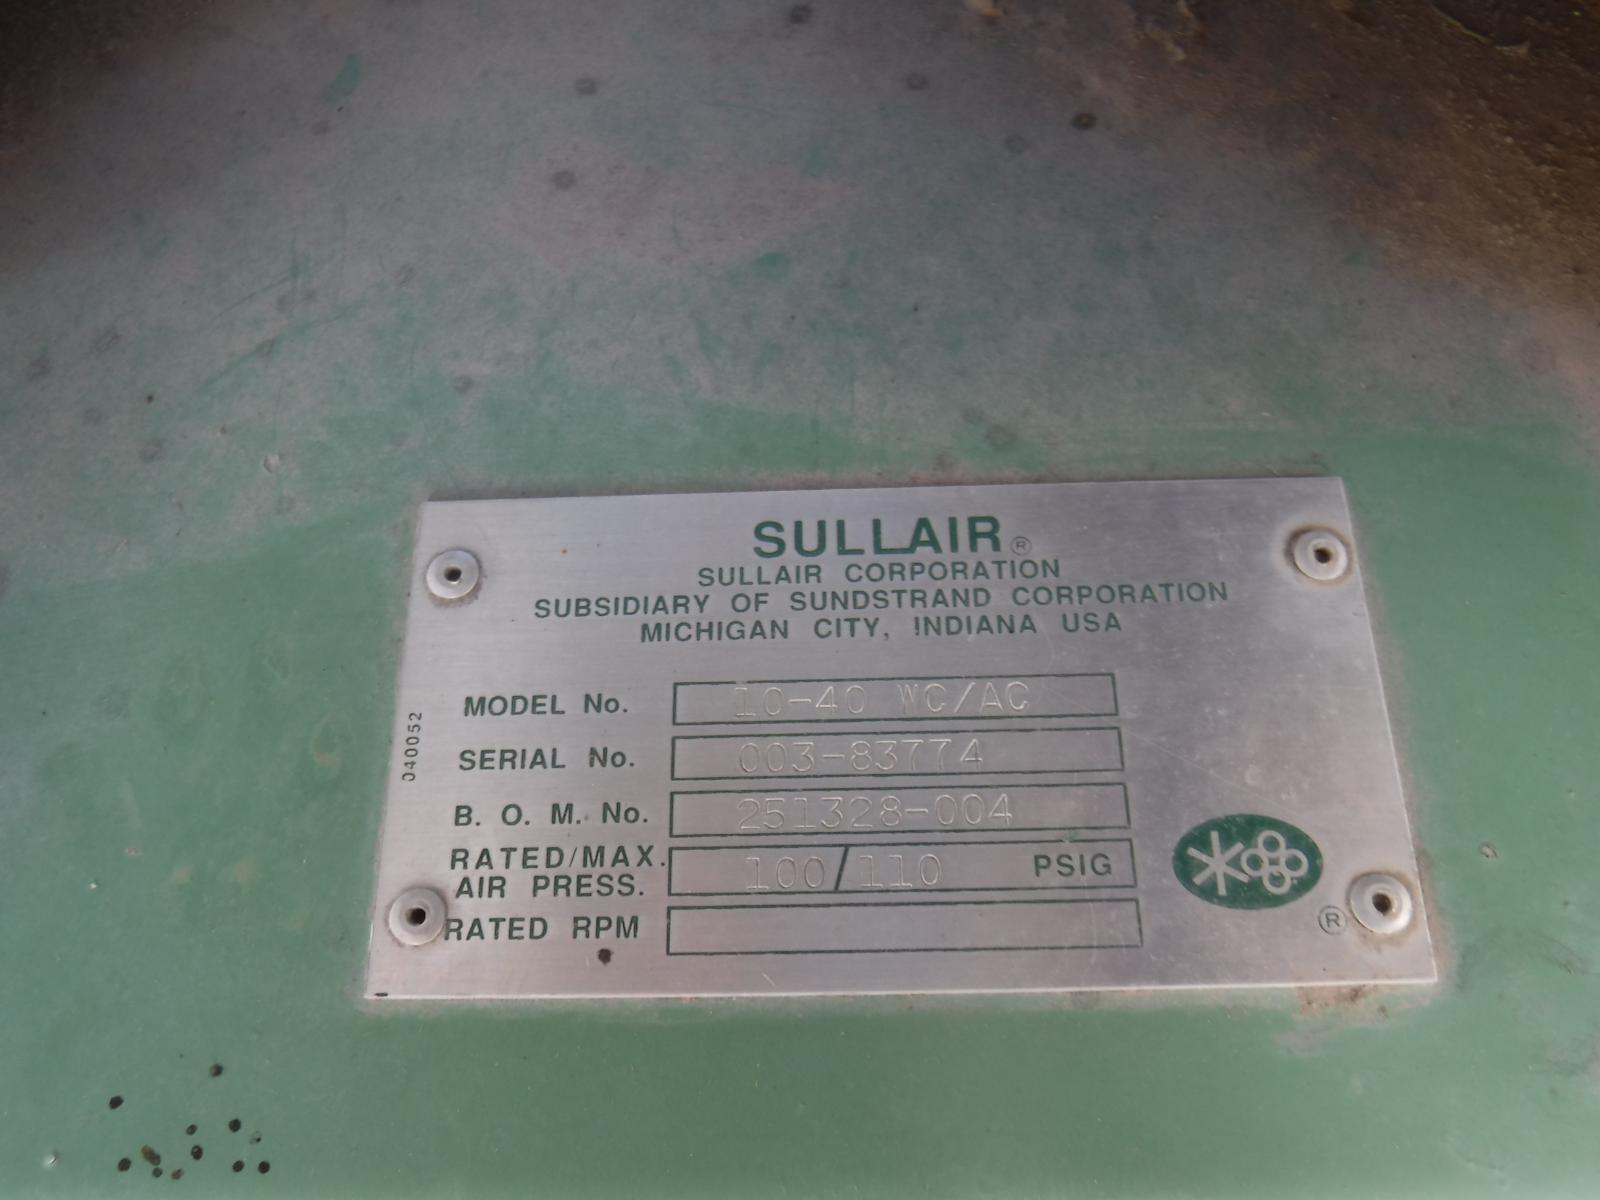 SULLAIR®
SULLAIR CORPORATION
SUBSIDIARY OF SUNDSTRAND CORPORATION
MICHIGAN CITY, INDIANA USA
MODEL No. 10-40 WC/AC
SERIAL No. 003-83774
B. O. M. No. 251328-004
RATED/MAX. AIR PRESS. 100/110 PSIG
RATED RPM
040052
®